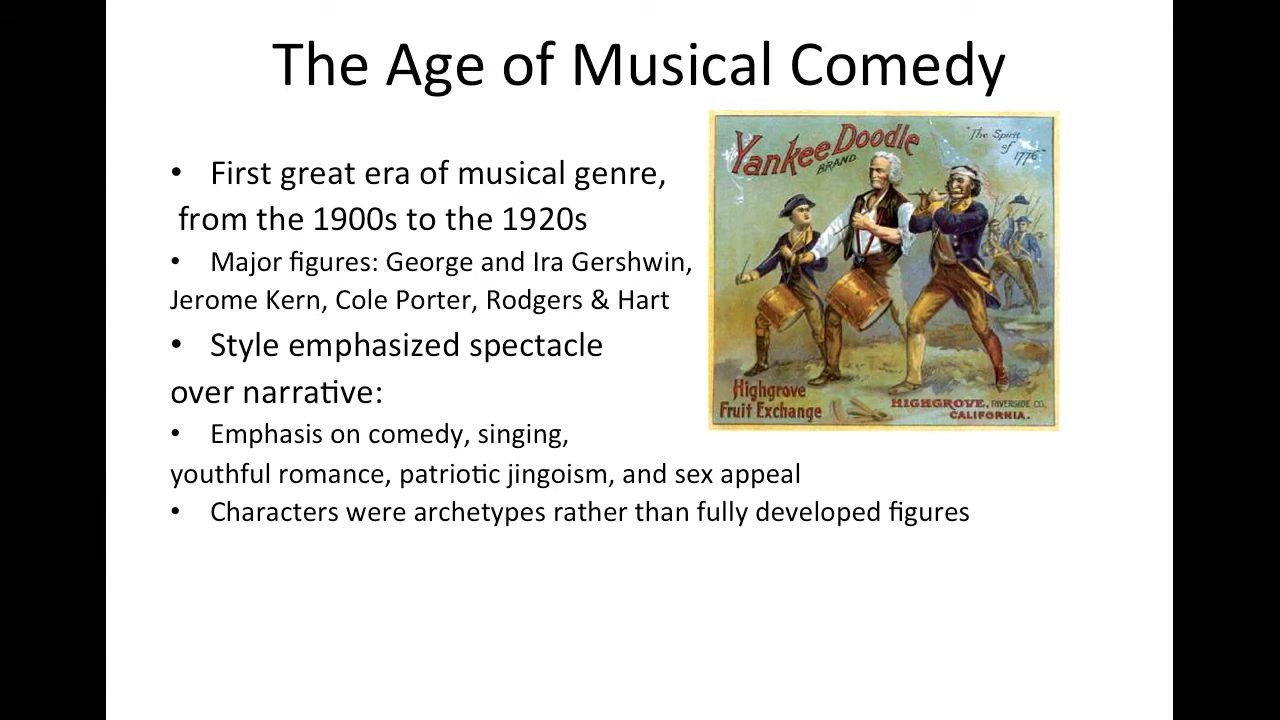 The Age of Musical Comedy
• First great era of musical genre,
from the 1900s to the 1920s
• Major figures: George and Ira Gershwin,
Jerome Kern, Cole Porter, Rodgers & Hart
• Style emphasized spectacle
over narrative:
• Emphasis on comedy, singing,
youthful romance, patriotic jingoism, and sex appeal
• Characters were archetypes rather than fully developed figures
Yankee Doodle
BRAND
"The Spirit
of
1776"
Highgrove
Fruit Exchange
HIGHGROVE, RIVERSIDE CO.
CALIFORNIA.